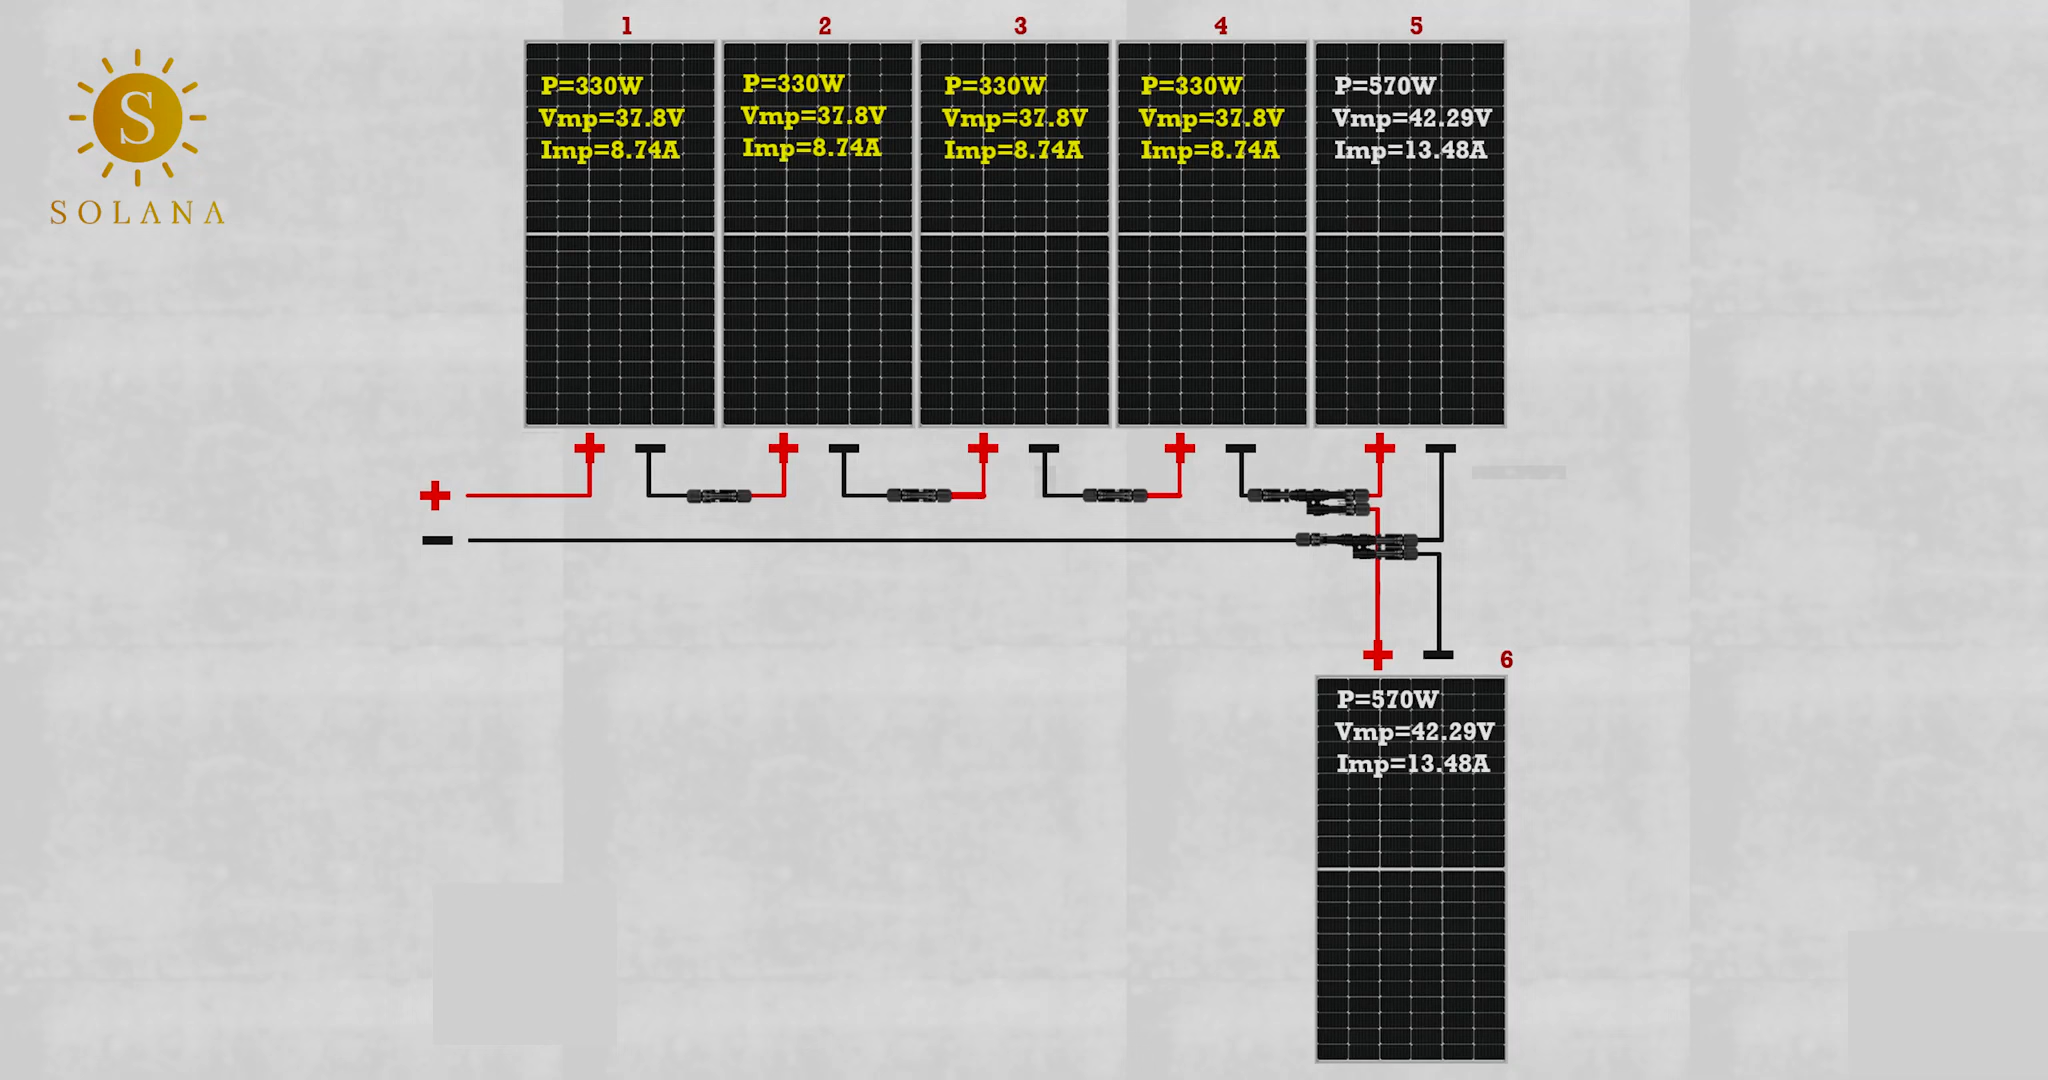 1
2
3
4
5
P=330W
Vmp=37.8V
Imp=8.74A
P=330W
Vmp=37.8V
Imp=8.74A
P=330W
Vmp=37.8V
Imp=8.74A
P=330W
Vmp=37.8V
Imp=8.74A
P=570W
Vmp=42.29V
Imp=13.48A
S
SOLANA
+ - + - + - + - + -
+
-
+ -
6
P=570W
Vmp=42.29V
Imp=13.48A